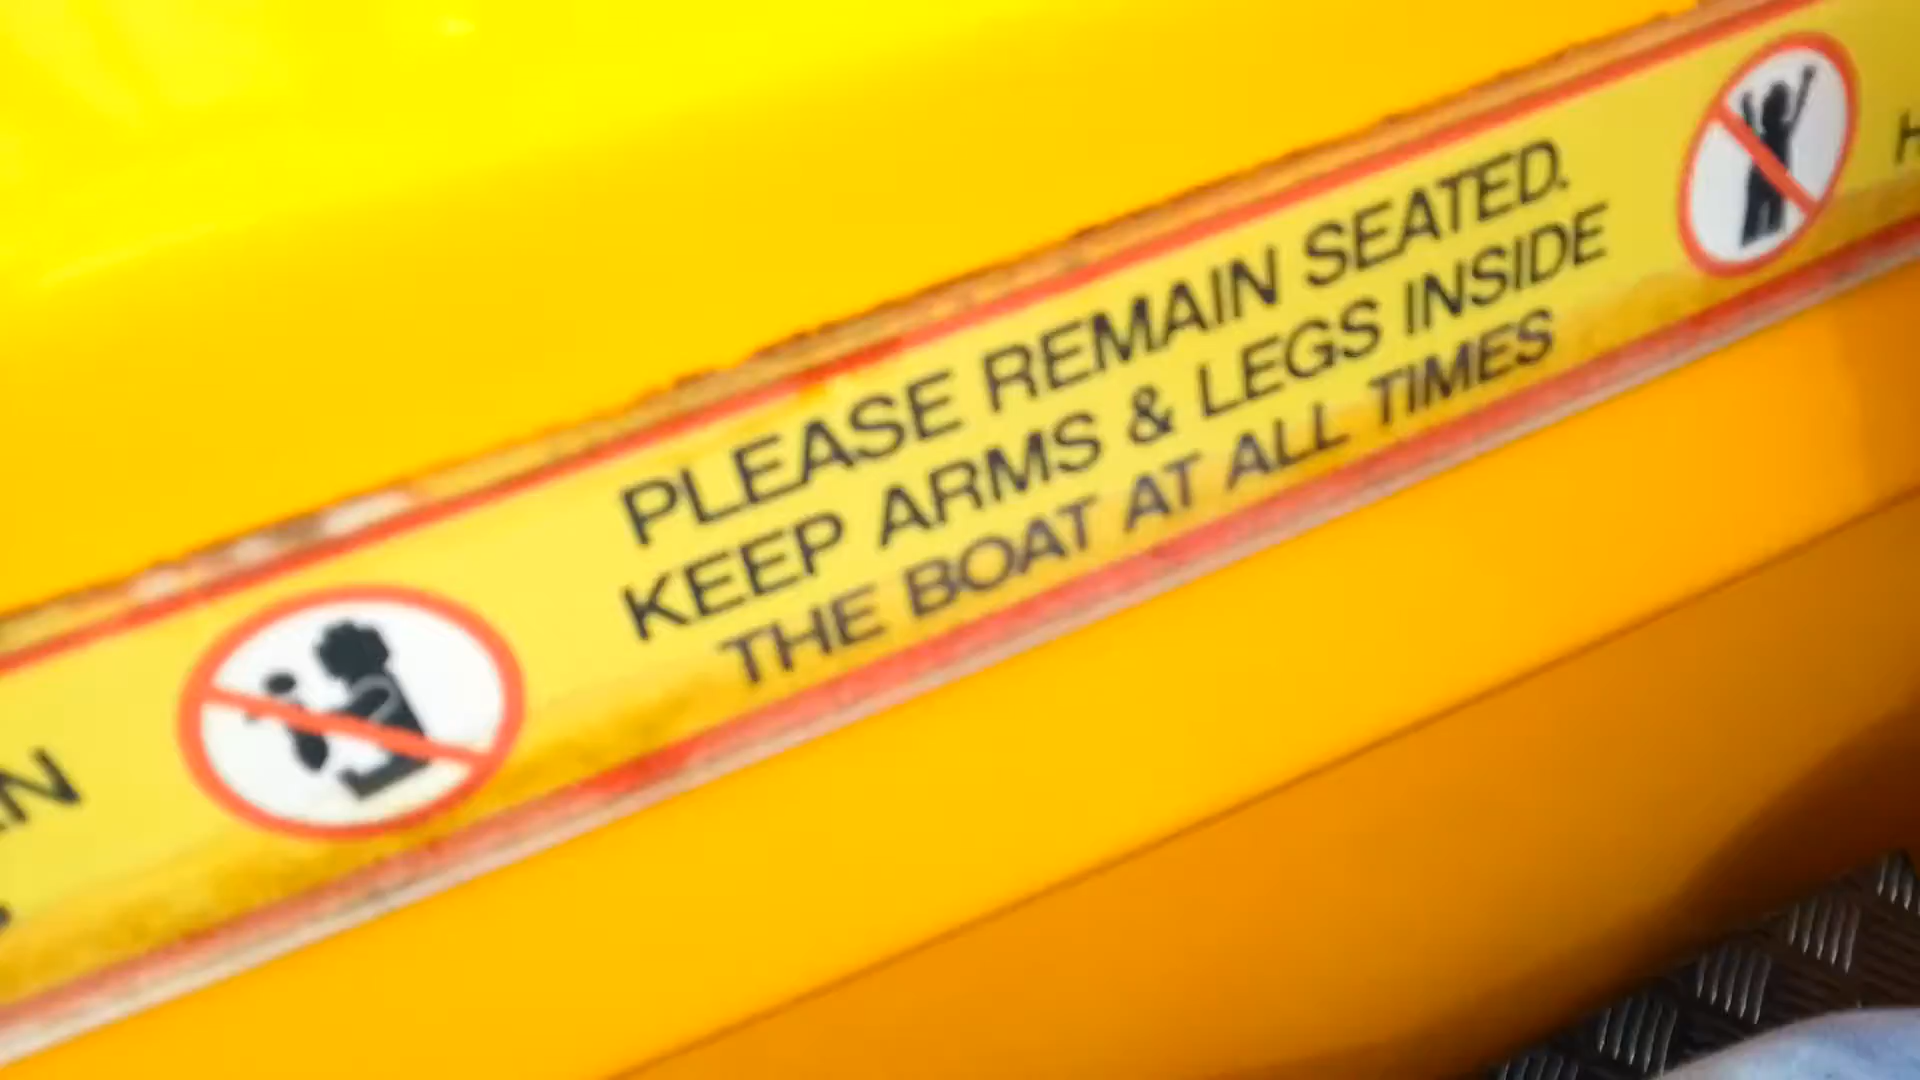 PLEASE REMAIN SEATED.
KEEP ARMS & LEGS INSIDE
THE BOAT AT ALL TIMES